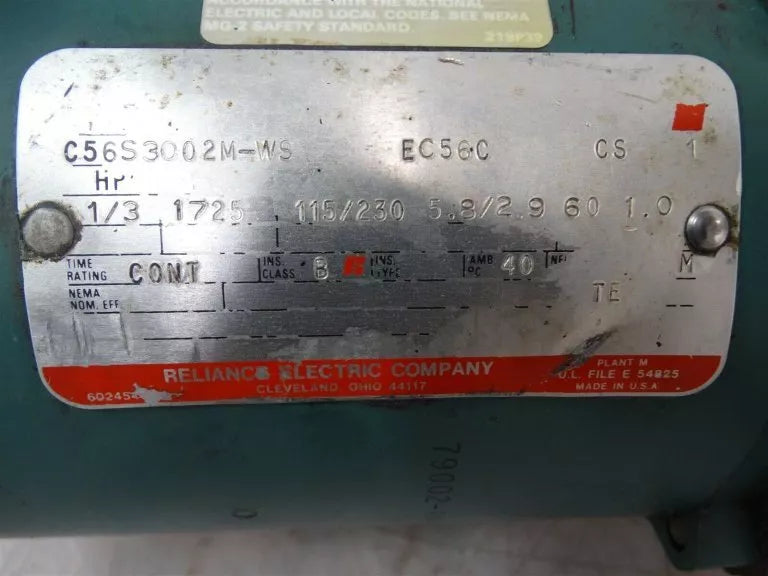 ACCORDANCE WITH THE NATIONAL
ELECTRIC AND LOCAL CODES. SEE NEMA
MG.2 SAFETY STANDARD.
219P39
C56S3002M-WS EC56C CS 1
HP
1/3 1725 115/230 5.8/2.9 60 1.0
TIME RATING CONT INS. CLASS B R INS. TYPE AMB °C 40 M
NEMA NOM. EFF. TE
RELIANCE ELECTRIC COMPANY
CLEVELAND, OHIO 44117
PLANT M
U.L. FILE E 54825
MADE IN U.S.A
79002-